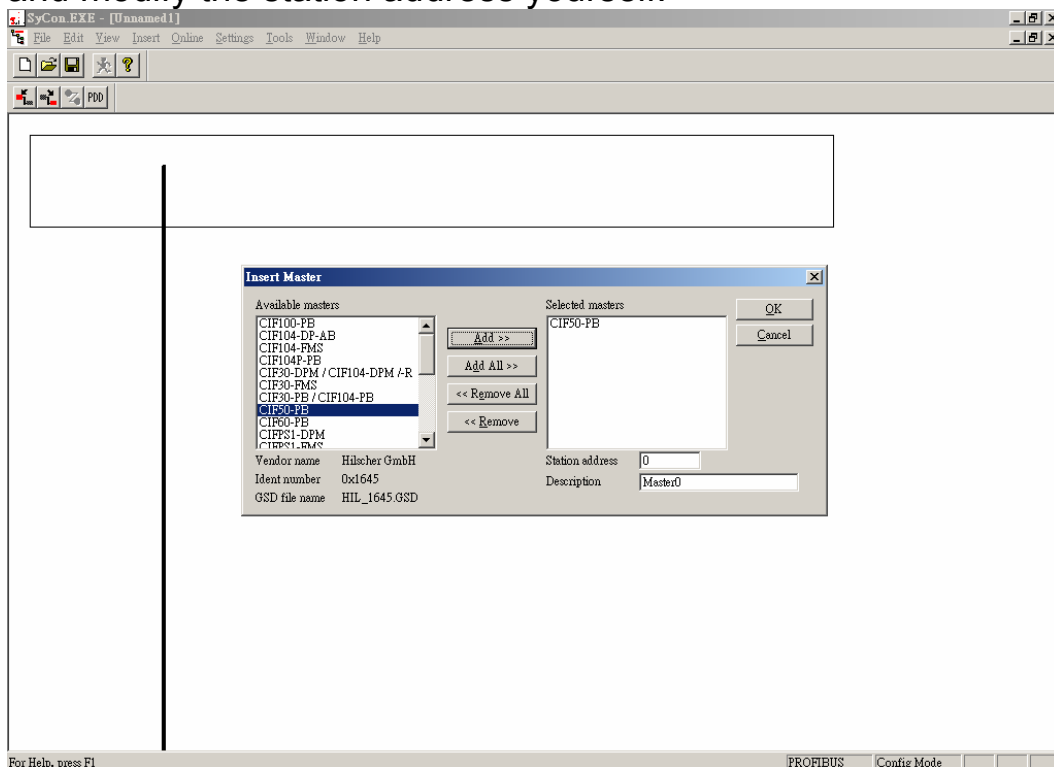 and modify the station address yourself.
SyCon.EXE - [Unnamed1]
File Edit View Insert Online Settings Tools Window Help
PDD
Insert Master
Available masters
CIF100-PB
CIF104-DP-AB
CIF104-FMS
CIF104P-PB
CIF30-DPM / CIF104-DPM /-R
CIF30-FMS
CIF30-PB / CIF104-PB
CIF50-PB
CIF60-PB
CIFPS1-DPM
CIFPS1-FMS
Add >>
Add All >>
<< Remove All
<< Remove
Selected masters
CIF50-PB
OK
Cancel
Vendor name Hilscher GmbH
Ident number 0x1645
GSD file name HIL_1645.GSD
Station address 0
Description Master0
For Help, press F1
PROFIBUS Config Mode